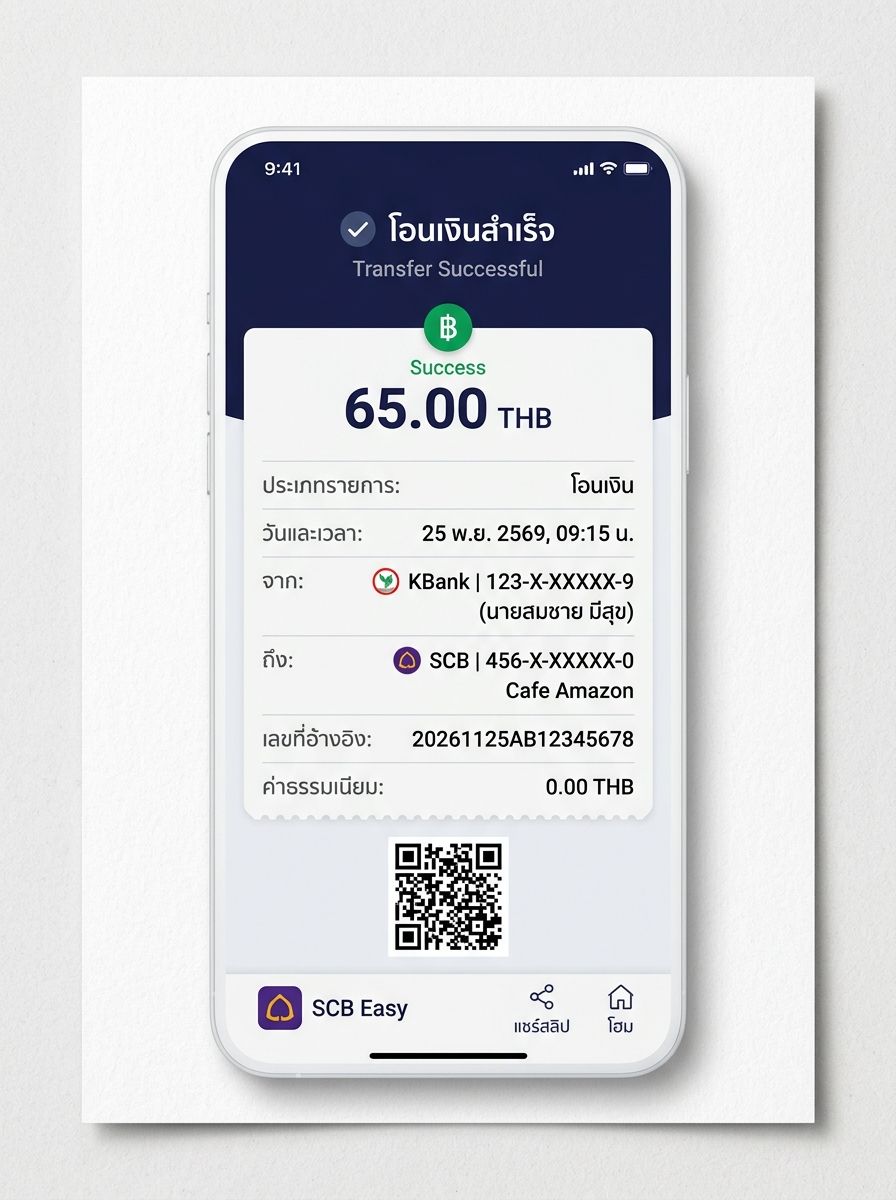 9:41
โอนเงินสำเร็จ
Transfer Successful
฿
Success
65.00 THB
ประเภทรายการ: โอนเงิน
วันและเวลา: 25 พ.ย. 2569, 09:15 น.
จาก: KBank | 123-X-XXXXX-9
(นายสมชาย มีสุข)
ถึง: SCB | 456-X-XXXXX-0
Cafe Amazon
เลขที่อ้างอิง: 20261125AB12345678
ค่าธรรมเนียม: 0.00 THB
SCB Easy
แชร์สลิป
โฮม